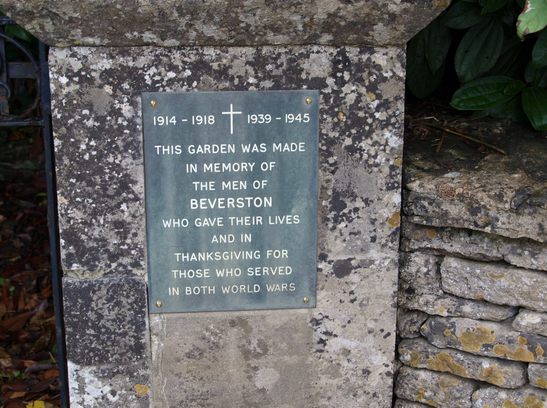 1914 - 1918 † 1939 - 1945
THIS GARDEN WAS MADE
IN MEMORY OF
THE MEN OF
BEVERSTON
WHO GAVE THEIR LIVES
AND IN
THANKSGIVING FOR
THOSE WHO SERVED
IN BOTH WORLD WARS